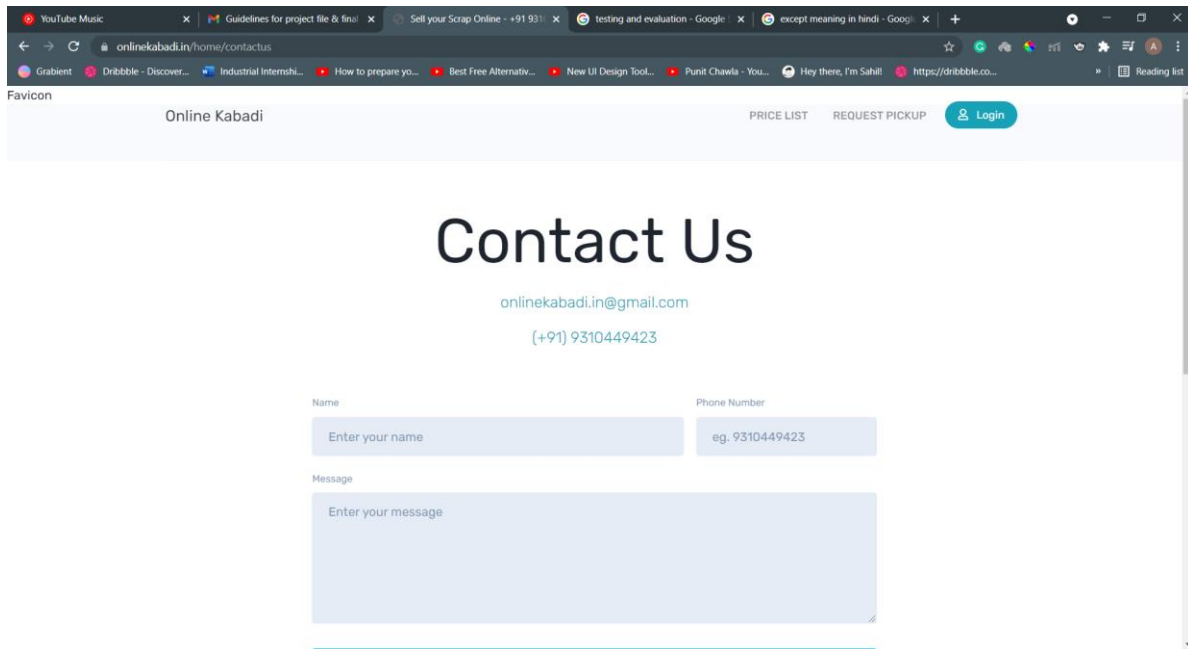 YouTube Music
Guidelines for project file & final
Sell your Scrap Online - +91 931
testing and evaluation - Google
except meaning in hindi - Googl
onlinekabadi.in/home/contactus
Grabient
Dribbble - Discover...
Industrial Internshi...
How to prepare yo...
Best Free Alternativ...
New UI Design Tool...
Punit Chawla - You...
Hey there, I'm Sahil!
https://dribbble.co...
»
Reading list
Favicon
Online Kabadi
PRICE LIST
REQUEST PICKUP
Login
Contact Us
onlinekabadi.in@gmail.com
(+91) 9310449423
Name
Phone Number
Enter your name
eg. 9310449423
Message
Enter your message